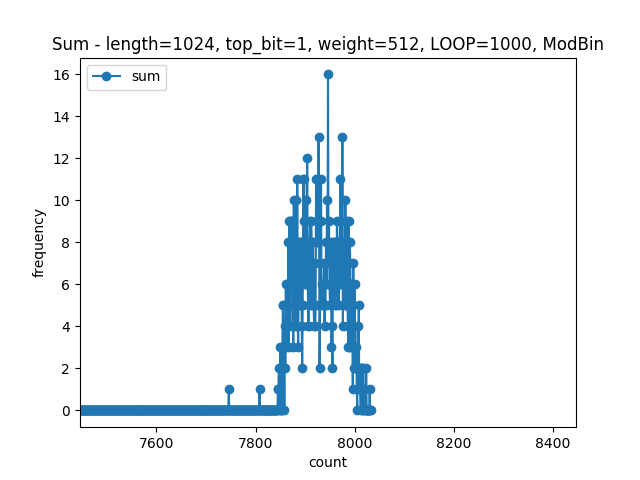 Sum - length=1024, top_bit=1, weight=512, LOOP=1000, ModBin
sum
16
14
12
10
8
6
4
2
0
frequency
7600 7800 8000 8200 8400
count